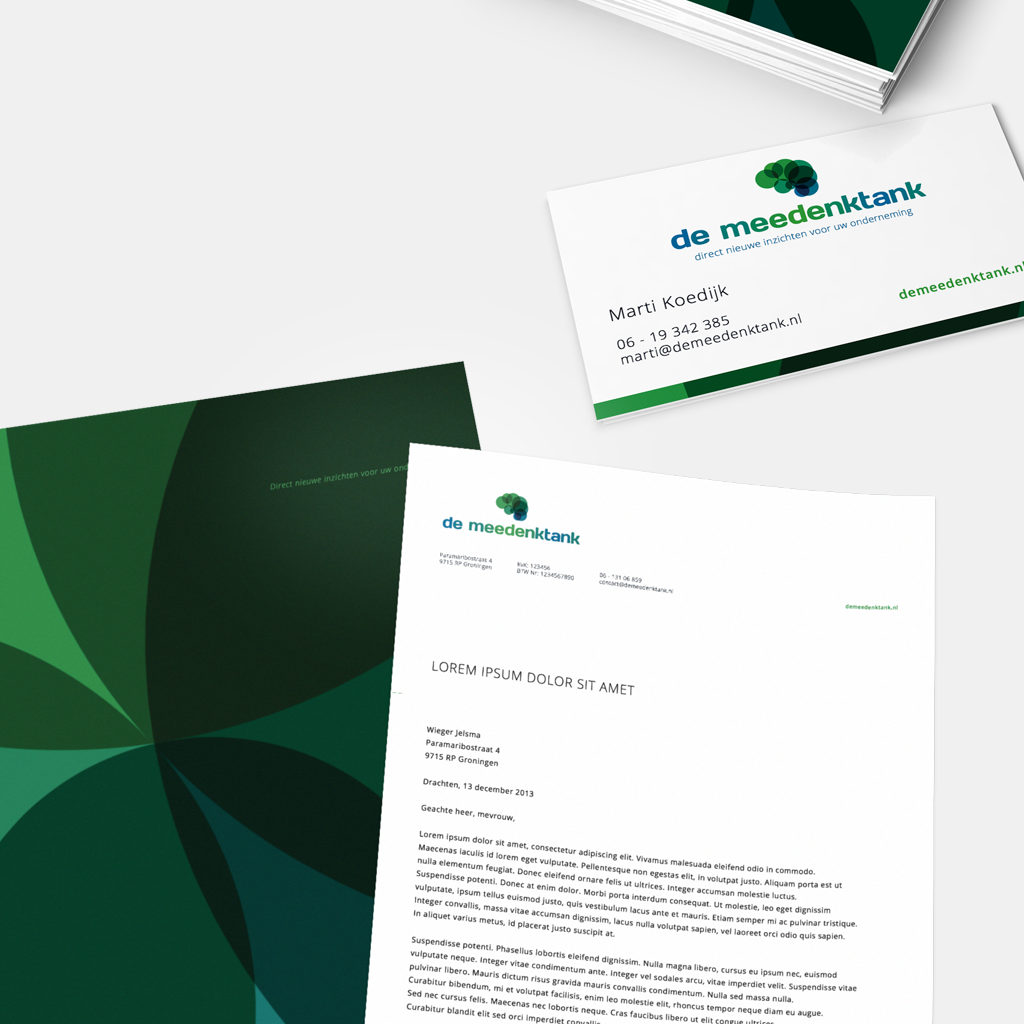 de meedenktank
direct nieuwe inzichten voor uw onderneming
demeedenktank.nl
Marti Koedijk
06 - 19 342 385
marti@demeedenktank.nl
Direct nieuwe inzichten voor uw ond
de meedenktank
Paramaribostraat 4
9715 RP Groningen
KvK: 123456
BTW Nr: 1234567890
06 - 131 06 859
contact@demeedenktank.nl
demeedenktank.nl
LOREM IPSUM DOLOR SIT AMET
Wieger Jelsma
Paramaribostraat 4
9715 RP Groningen
Drachten, 13 december 2013
Geachte heer, mevrouw,
Lorem ipsum dolor sit amet, consectetur adipiscing elit. Vivamus malesuada eleifend odio in commodo.
Maecenas iaculis id lorem eget vulputate. Pellentesque non egestas elit, in volutpat justo. Aliquam porta est ut
nulla elementum feugiat. Donec eleifend ornare felis ut ultrices. Integer accumsan molestie luctus.
Suspendisse potenti. Donec at enim dolor. Morbi porta interdum consequat. Ut molestie, leo eget dignissim
vulputate, ipsum tellus euismod justo, quis vestibulum lacus ante et mauris. Etiam semper mi ac pulvinar tristique.
Integer convallis, massa vitae accumsan dignissim, lacus nulla volutpat sapien, vel laoreet orci odio quis sapien.
In aliquet varius metus, id placerat justo suscipit at.
Suspendisse potenti. Phasellus lobortis eleifend dignissim. Nulla magna libero, cursus eu ipsum nec, euismod
vulputate neque. Integer vitae condimentum ante. Integer vel sodales arcu, vitae imperdiet velit. Suspendisse vitae
pulvinar libero. Mauris dictum risus gravida mauris convallis condimentum. Nulla sed massa nulla.
Curabitur bibendum, mi et volutpat facilisis, enim leo molestie elit, rhoncus tempor neque diam eu augue.
Sed nec cursus felis. Maecenas nec lobortis neque. Cras faucibus libero ut elit congue ultrices.
Curabitur blandit elit sed orci imperdiet convallis